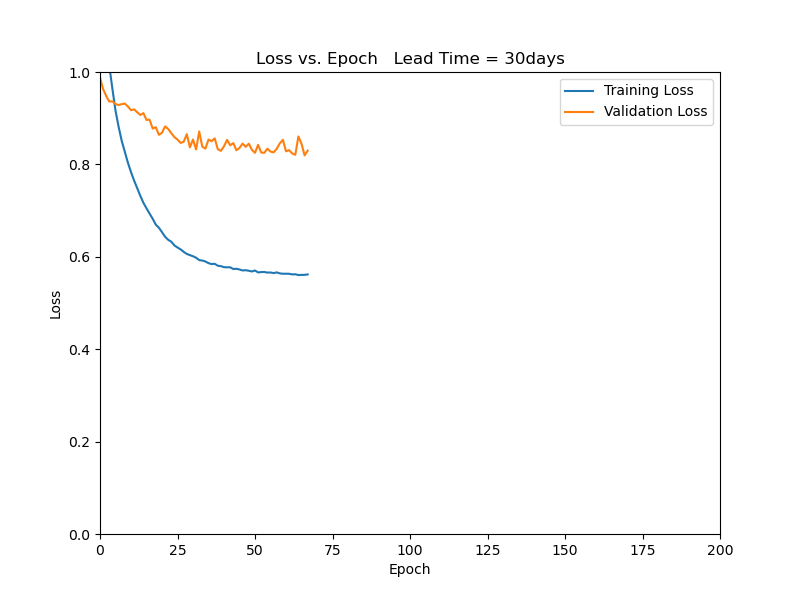 Loss vs. Epoch   Lead Time = 30days
Training Loss
Validation Loss
1.0
0.8
0.6
0.4
0.2
0.0
Loss
0 25 50 75 100 125 150 175 200
Epoch